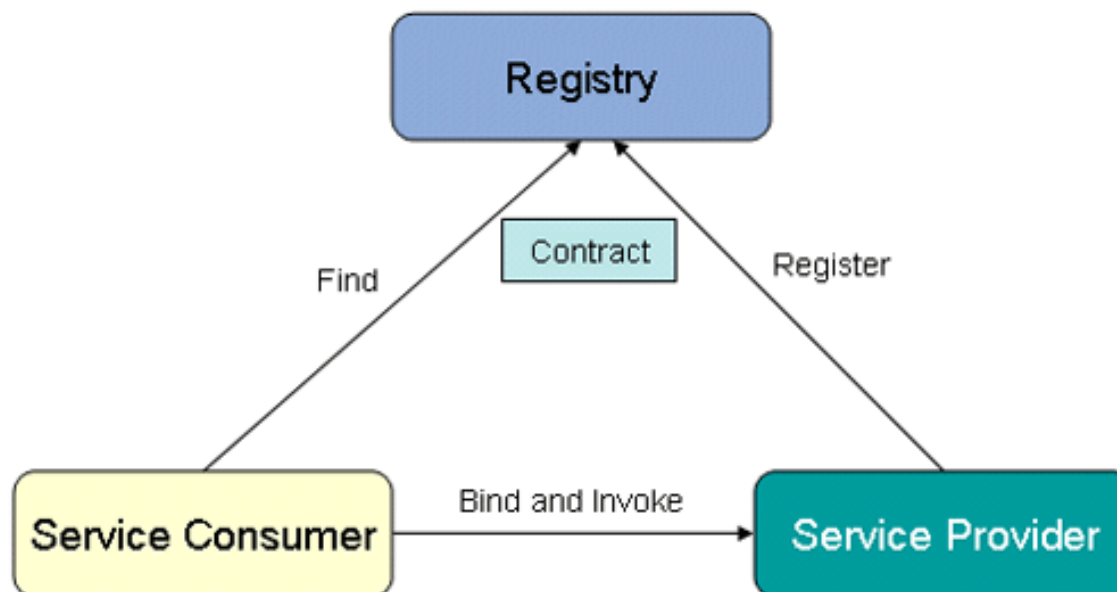 Registry
Contract
Find
Register
Bind and Invoke
Service Consumer
Service Provider